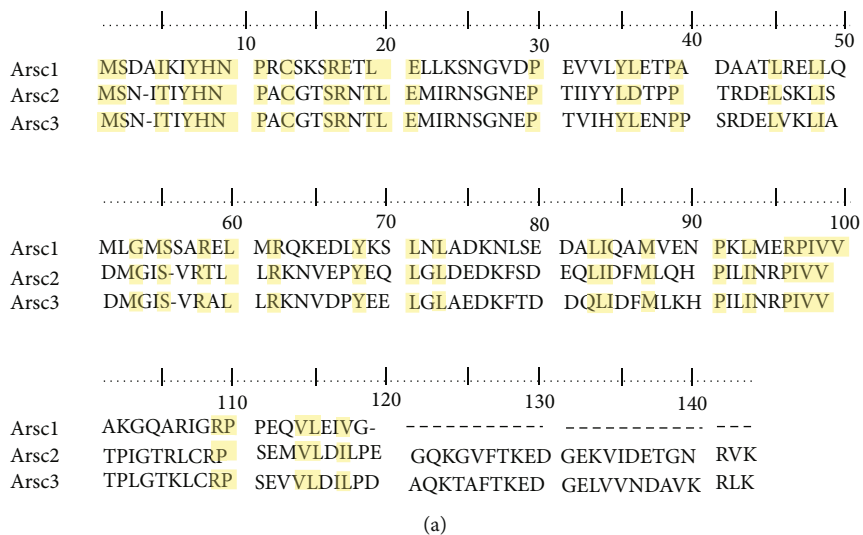 10 20 30 40 50
Arsc1 MSDAIKIYHN PRCSKSRETL ELLKSNGVDP EVVLYLETPA DAATLRELLQ
Arsc2 MSN-ITIYHN PACGTSRNTL EMIRNSGNEP TIIYYLDTPP TRDELSKLIS
Arsc3 MSN-ITIYHN PACGTSRNTL EMIRNSGNEP TVIHYLENPP SRDELVKLIA
60 70 80 90 100
Arsc1 MLGMSSAREL MRQKEDLYKS LNLADKNLSE DALIQAMVEN PKLMERPIVV
Arsc2 DMGIS-VRTL LRKNVEPYEQ LGLDEDKFSD EQLIDFMLQH PILINRPIVV
Arsc3 DMGIS-VRAL LRKNVDPYEE LGLAEDKFTD DQLIDFMLKH PILINRPIVV
110 120 130 140
Arsc1 AKGQARIGRP PEQVLEIVG- ---------- ---------- ---
Arsc2 TPIGTRLCRP SEMVLDILPE GQKGVFTKED GEKVIDETGN RVK
Arsc3 TPLGTKLCRP SEVVLDILPD AQKTAFTKED GELVVNDAVK RLK
(a)